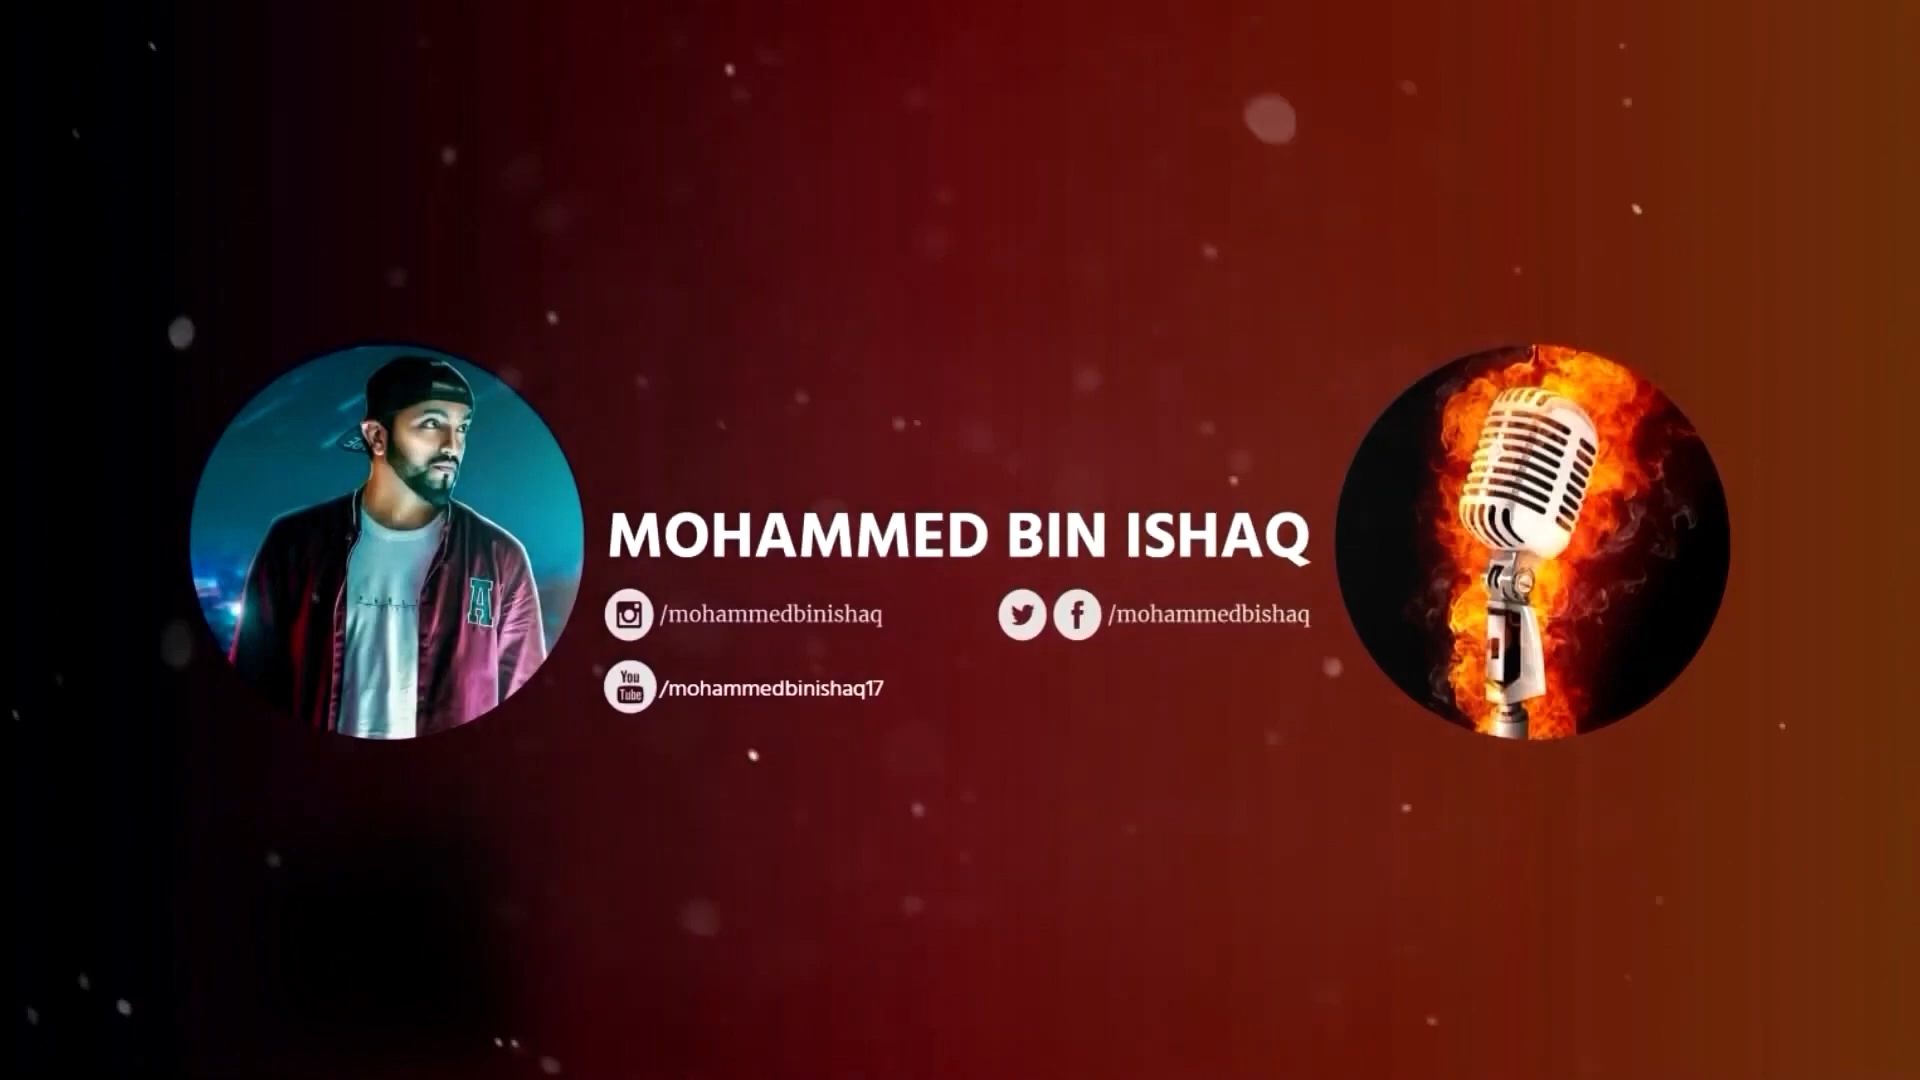 MOHAMMED BIN ISHAQ
/mohammedbinishaq
/mohammedbishaq
You
Tube
/mohammedbinishaq17
A